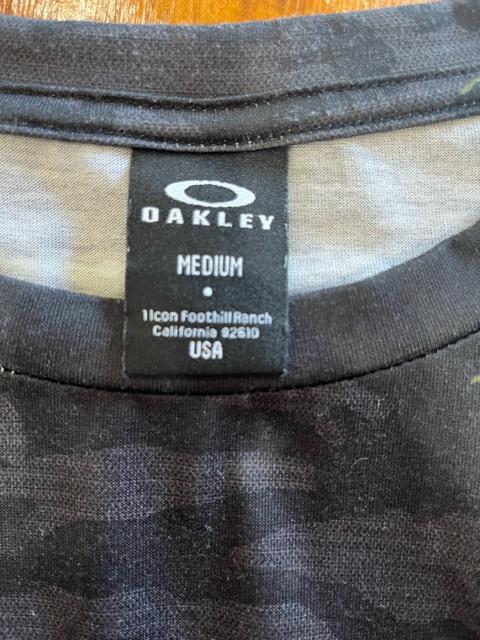 OAKLEY
MEDIUM
1 Icon Foothill Ranch
California 92610
USA